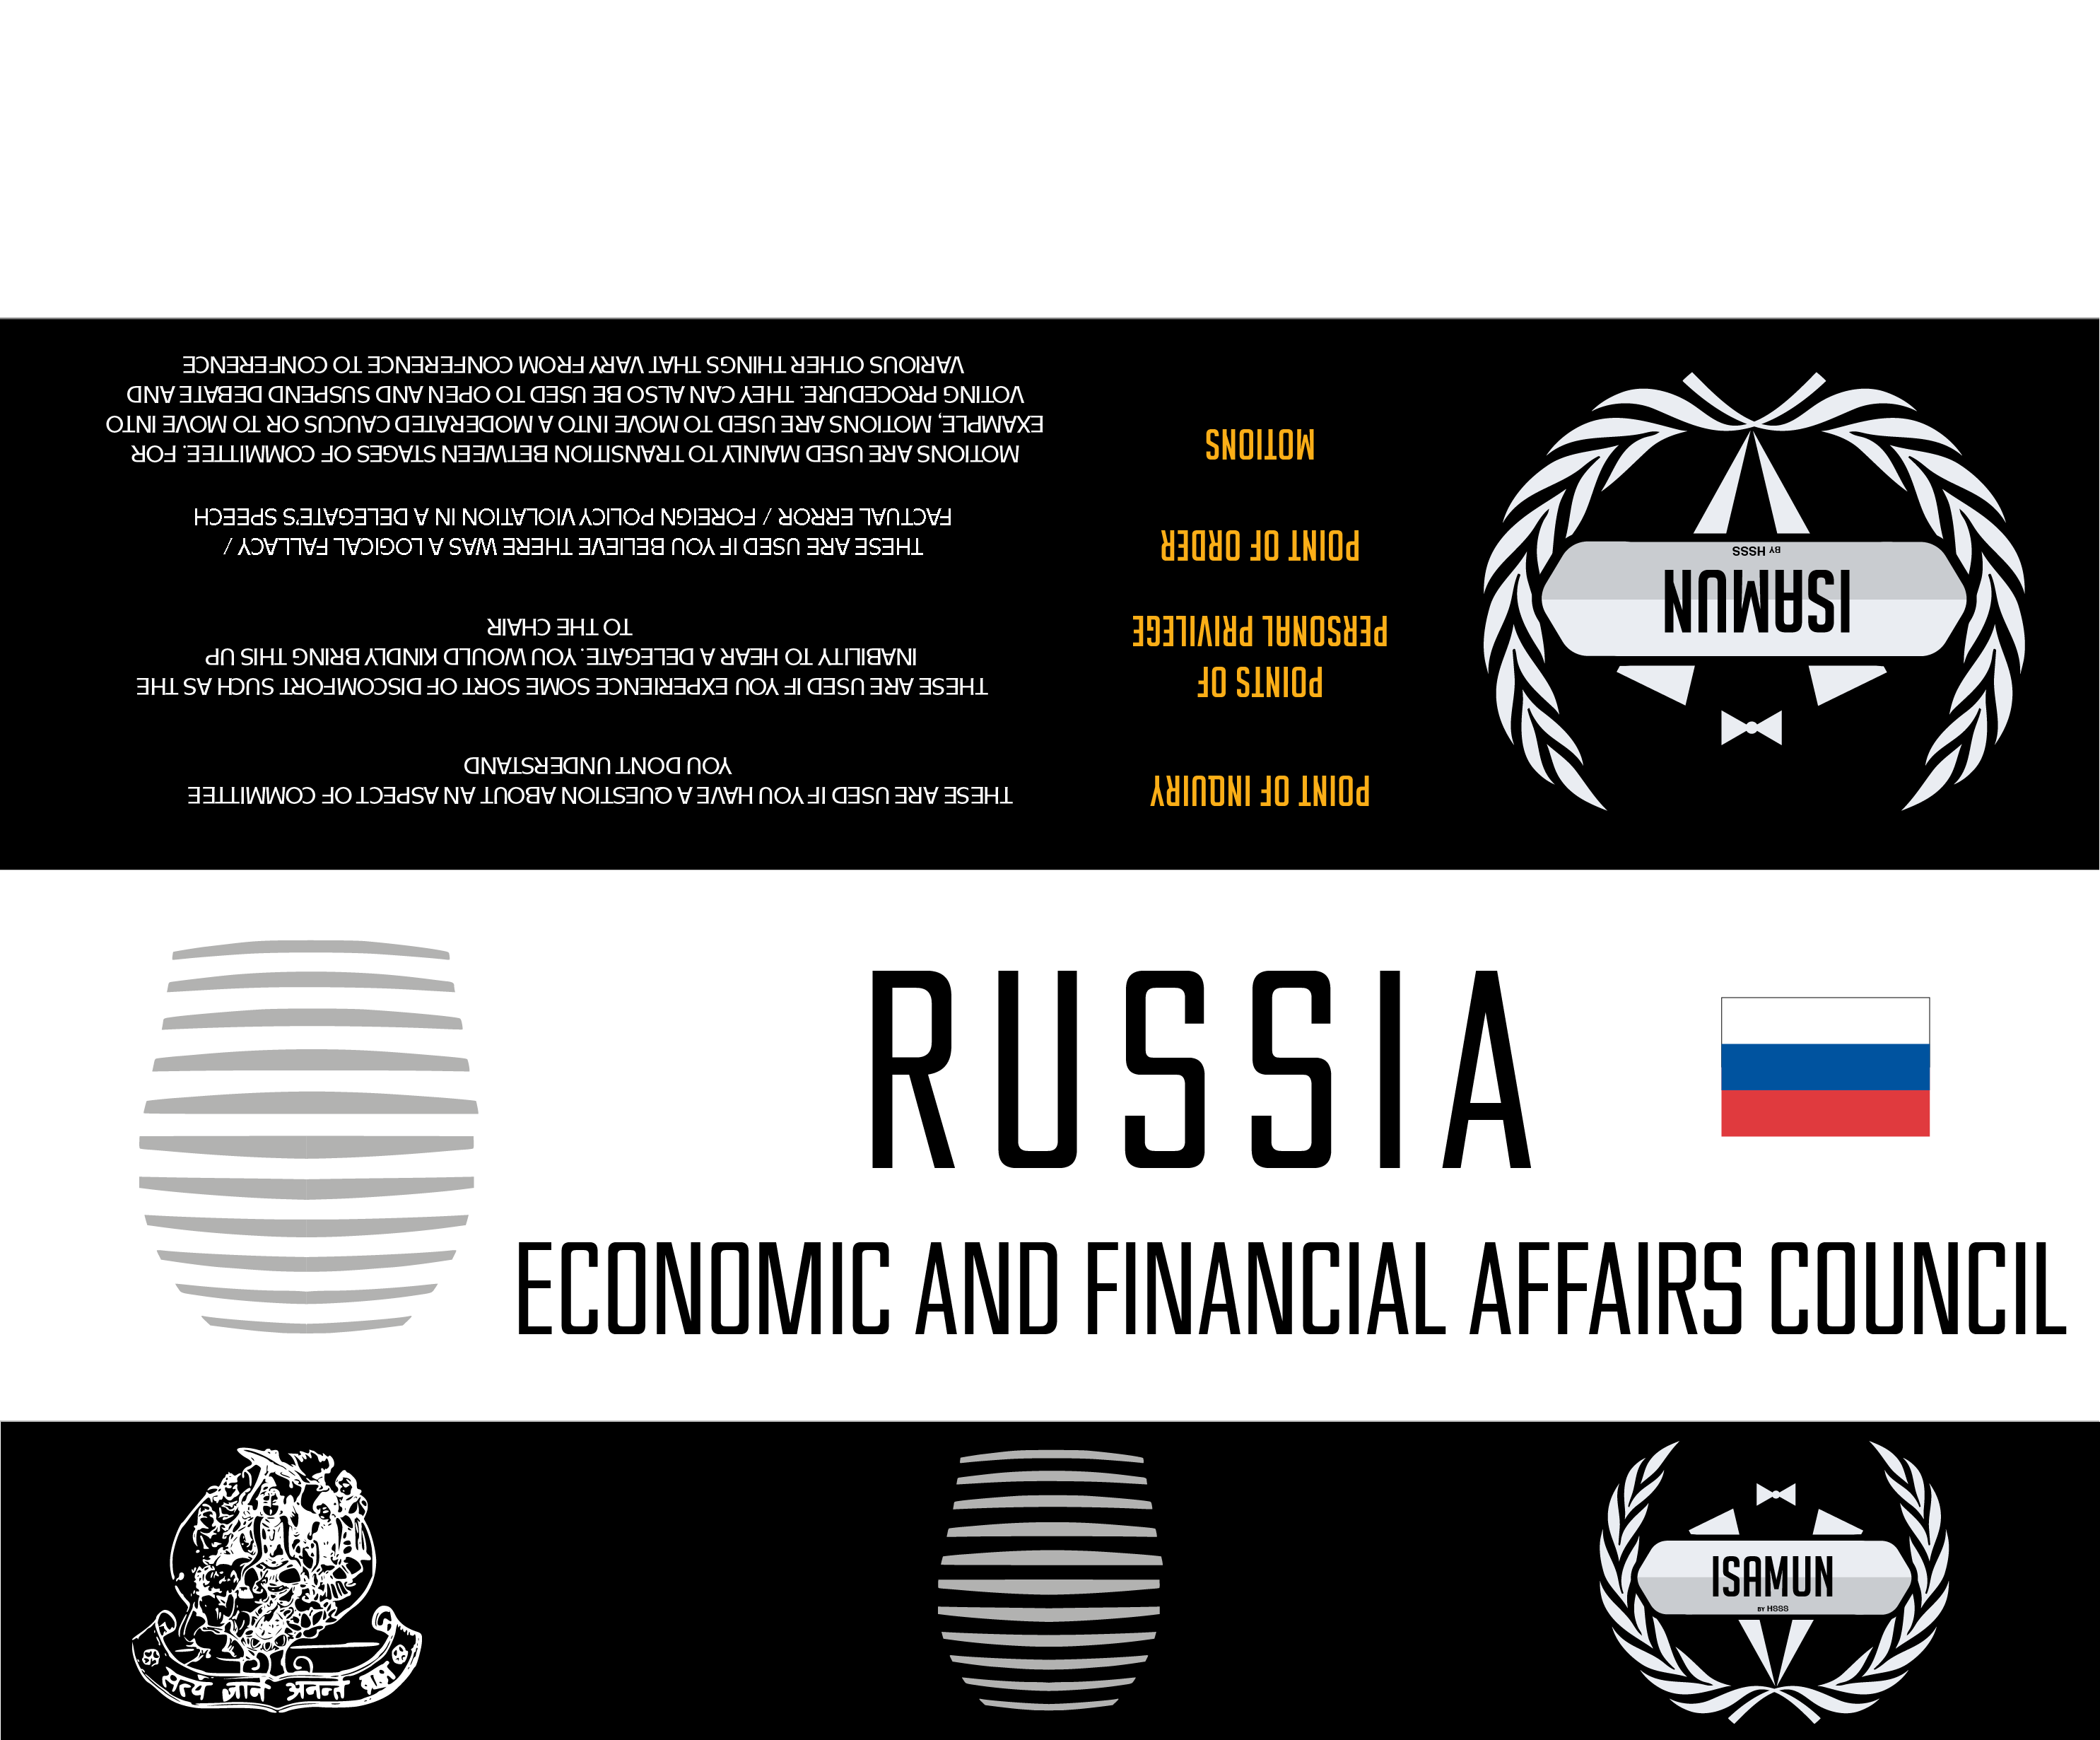 POINT OF INQUIRY
THESE ARE USED IF YOU HAVE A QUESTION ABOUT AN ASPECT OF COMMITTEE
YOU DON'T UNDERSTAND
POINTS OF
PERSONAL PRIVILEGE
THESE ARE USED IF YOU EXPERIENCE SOME SORT OF DISCOMFORT SUCH AS THE
INABILITY TO HEAR A DELEGATE. YOU WOULD KINDLY BRING THIS UP
TO THE CHAIR
POINT OF ORDER
THESE ARE USED IF YOU BELIEVE THERE WAS A LOGICAL FALLACY /
FACTUAL ERROR / FOREIGN POLICY VIOLATION IN A DELEGATE'S SPEECH
MOTIONS
MOTIONS ARE USED MAINLY TO TRANSITION BETWEEN STAGES OF COMMITTEE. FOR
EXAMPLE, MOTIONS ARE USED TO MOVE INTO A MODERATED CAUCUS OR TO MOVE INTO
VOTING PROCEDURE. THEY CAN ALSO BE USED TO OPEN AND SUSPEND DEBATE AND
VARIOUS OTHER THINGS THAT VARY FROM CONFERENCE TO CONFERENCE
ISAMUN
BY HSSS
RUSSIA
ECONOMIC AND FINANCIAL AFFAIRS COUNCIL
सत्यं ज्ञानं अनन्तं ब्रह्म
ISAMUN
BY HSSS